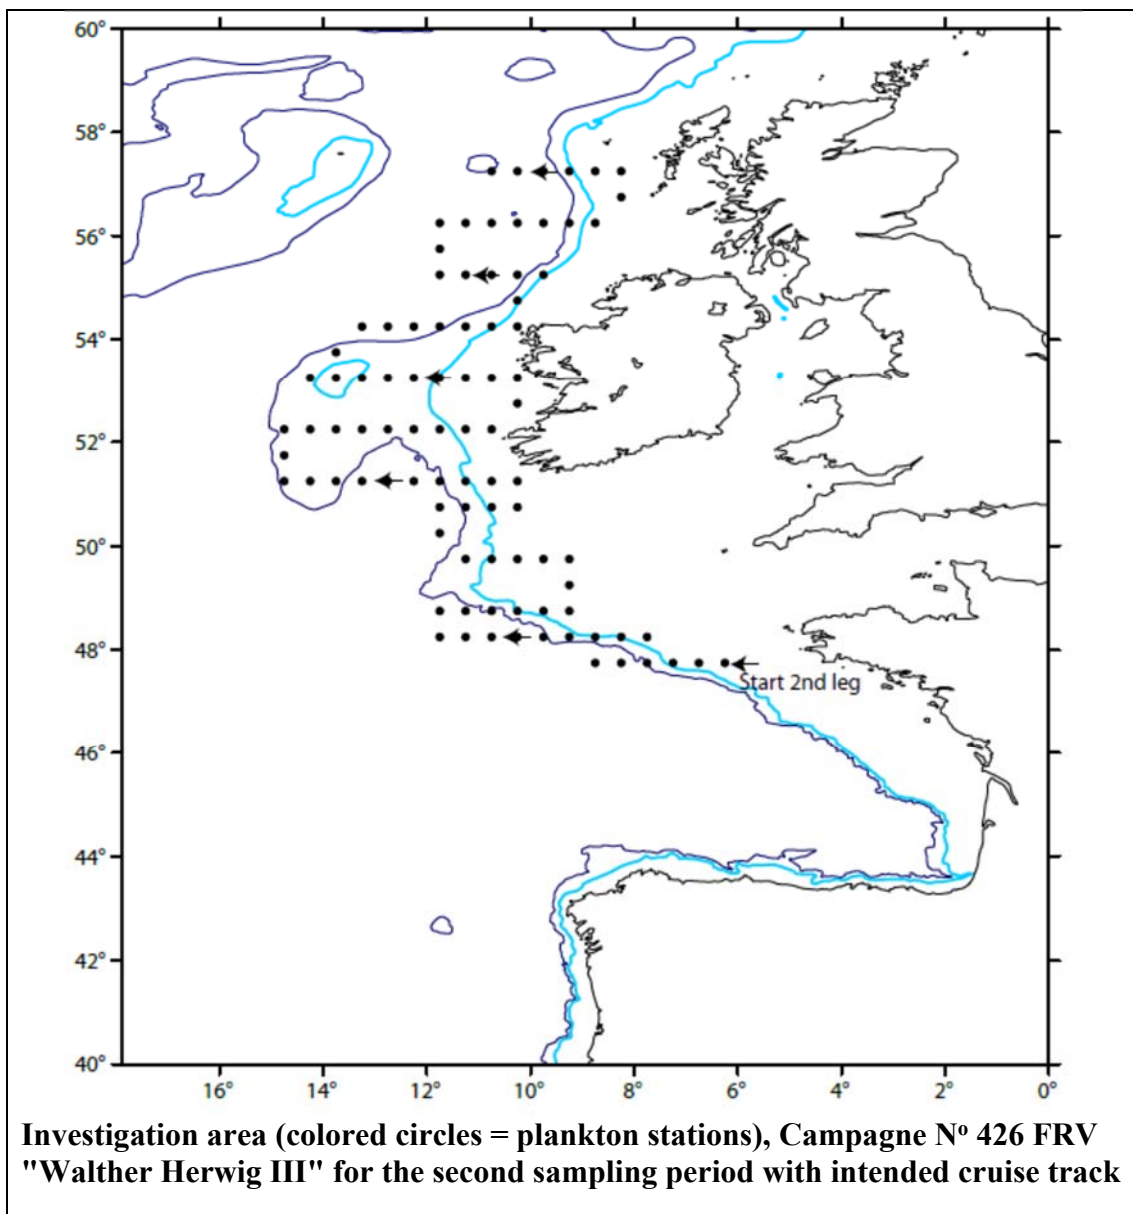 60°
58°
56°
54°
52°
50°
48°
Start 2nd leg
46°
44°
42°
40°
16° 14° 12° 10° 8° 6° 4° 2° 0°
Investigation area (colored circles = plankton stations), Campagne Nº 426 FRV
"Walther Herwig III" for the second sampling period with intended cruise track